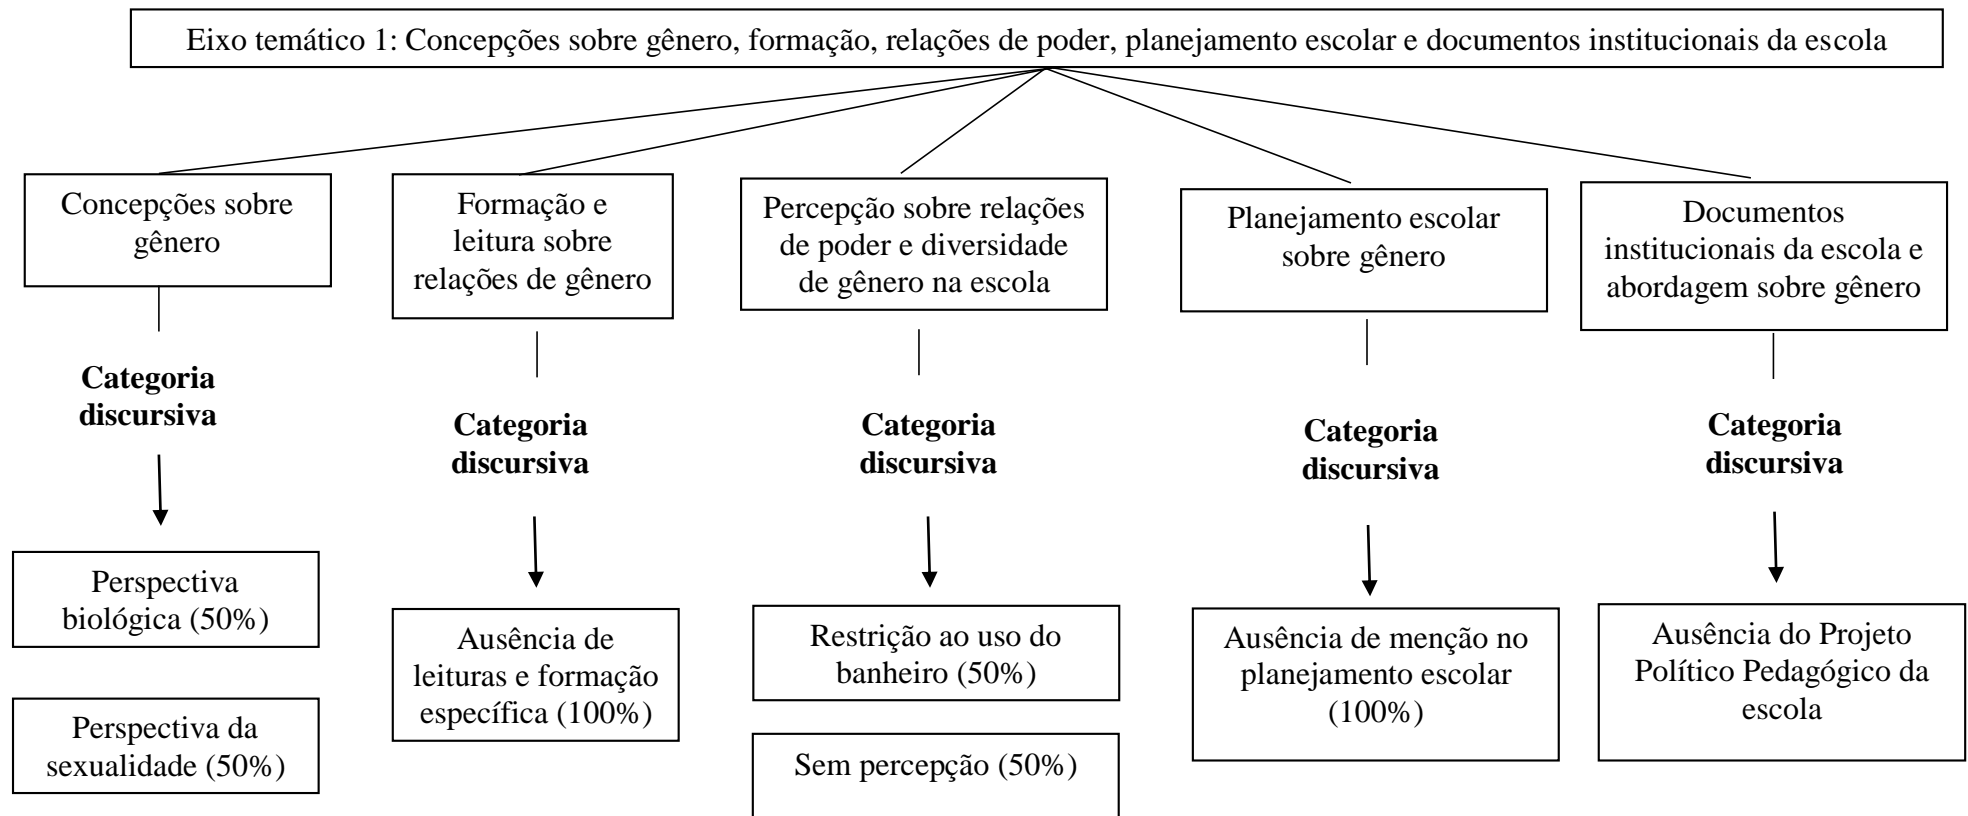 Eixo temático 1: Concepções sobre gênero, formação, relações de poder, planejamento escolar e documentos institucionais da escola
Concepções sobre
gênero
Formação e
leitura sobre
relações de gênero
Percepção sobre relações
de poder e diversidade
de gênero na escola
Planejamento escolar
sobre gênero
Documentos
institucionais da escola e
abordagem sobre gênero
Categoria
discursiva
Categoria
discursiva
Categoria
discursiva
Categoria
discursiva
Categoria
discursiva
Perspectiva
biológica (50%)
Perspectiva da
sexualidade (50%)
Ausência de
leituras e formação
específica (100%)
Restrição ao uso do
banheiro (50%)
Sem percepção (50%)
Ausência de menção no
planejamento escolar
(100%)
Ausência do Projeto
Político Pedagógico da
escola